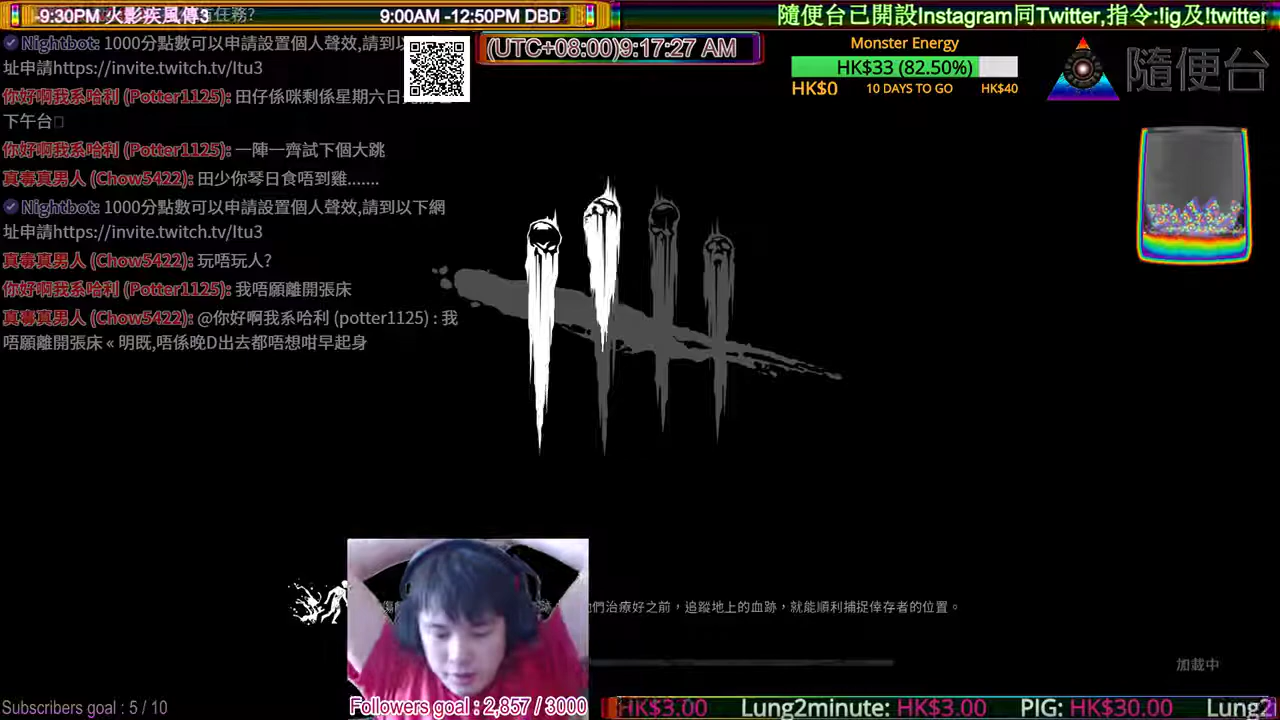 -9:30PM 火影疾風傳3
9:00AM -12:50PM DBD
隨便台已開設Instagram同Twitter,指令:!ig及!twitter
任務?
Nightbot: 1000分點數可以申請設置個人聲效,請到以
址申請https://invite.twitch.tv/ltu3
你好啊我系哈利 (Potter1125): 田仔係咪剩係星期六日
下午台
你好啊我系哈利 (Potter1125): 一陣一齊試下個大跳
真毒真男人 (Chow5422): 田少你琴日食唔到雞.......
Nightbot: 1000分點數可以申請設置個人聲效,請到以下網
址申請https://invite.twitch.tv/ltu3
真毒真男人 (Chow5422): 玩唔玩人?
你好啊我系哈利 (Potter1125): 我唔願離開張床
真毒真男人 (Chow5422): @你好啊我系哈利 (potter1125) : 我
唔願離開張床 « 明既,唔係晚D出去都唔想咁早起身
(UTC+08:00)9:17:27 AM
Monster Energy
HK$33 (82.50%)
HK$0
10 DAYS TO GO
HK$40
隨便台
們治療好之前，追蹤地上的血跡，就能順利捕捉倖存者的位置。
加載中
Subscribers goal : 5 / 10
Followers goal : 2,857 / 3000
HK$3.00 Lung2minute: HK$3.00 PIG: HK$30.00 Lung2